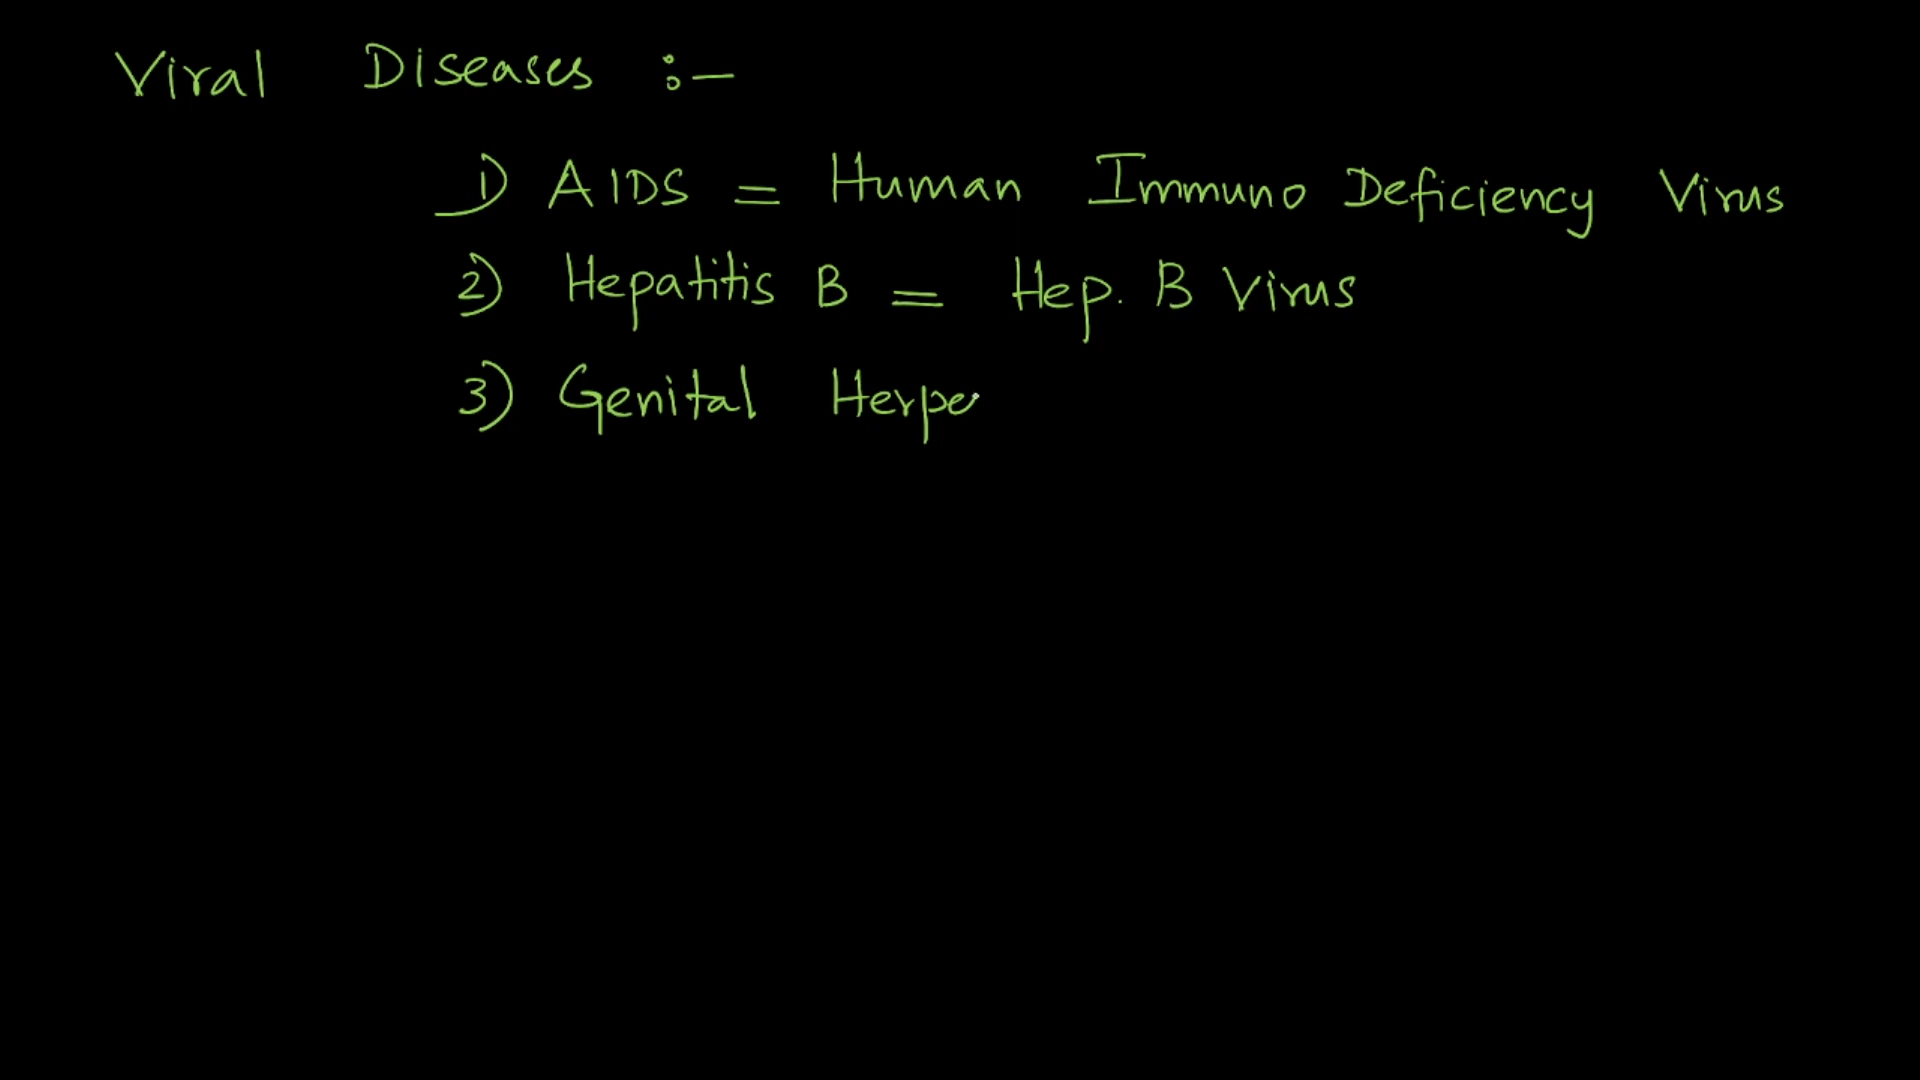 Viral Diseases :-
1) AIDS = Human Immuno Deficiency Virus
2) Hepatitis B = Hep. B Virus
3) Genital Herpe